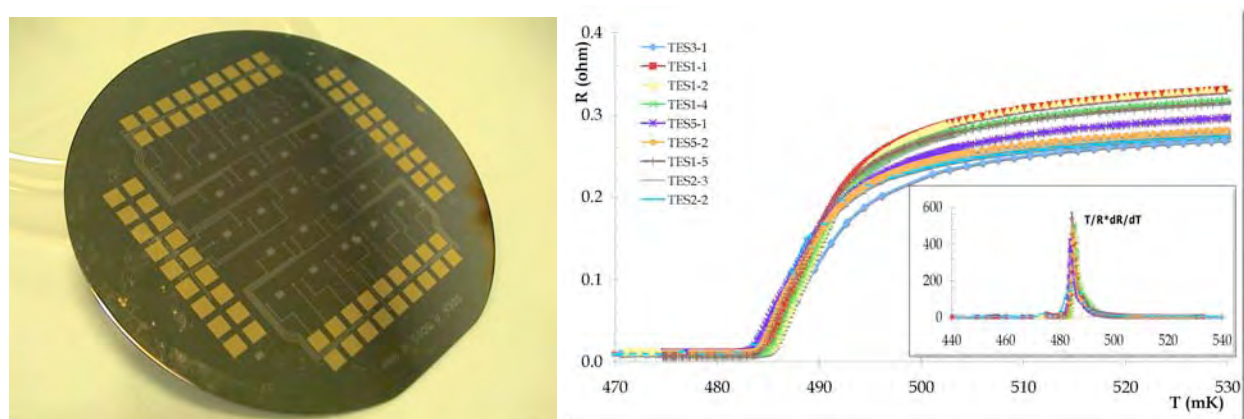 R (ohm)
0.4
0.3
0.2
0.1
0.0
TES3-1
TES1-1
TES1-2
TES1-4
TES5-1
TES5-2
TES1-5
TES2-3
TES2-2
T/R*dR/dT
600
400
200
0
440 460 480 500 520 540
470 480 490 500 510 520 530
T (mK)